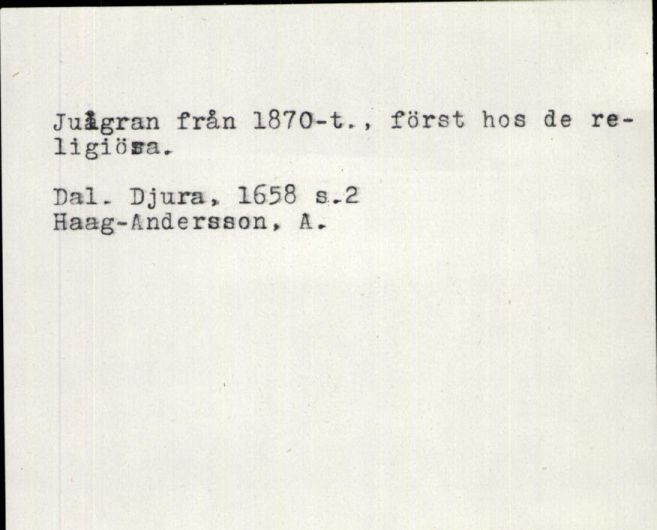 Julgran från 1870-t., först hos de re-
ligiösa.
Dal. Djura, 1658 s.2
Haag-Andersson, A.